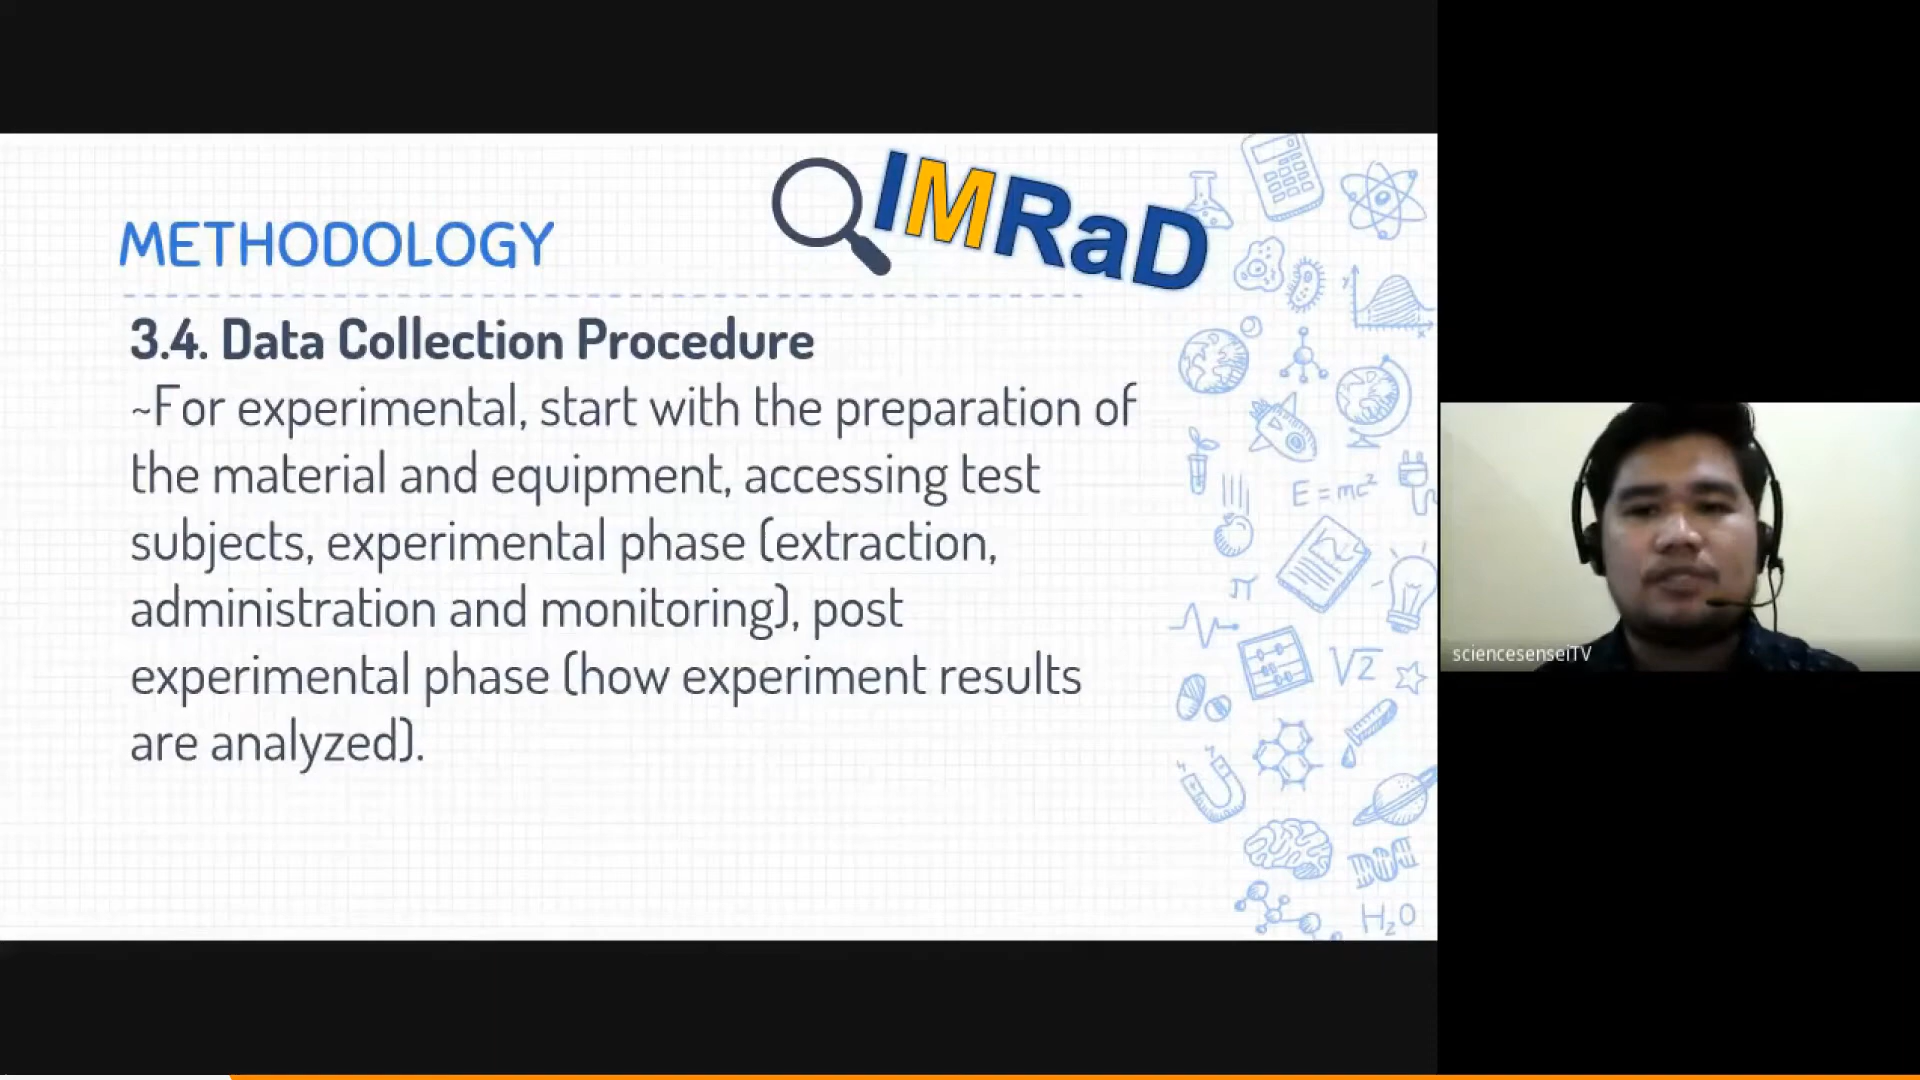 IMRaD
METHODOLOGY
3.4. Data Collection Procedure
~For experimental, start with the preparation of
the material and equipment, accessing test
subjects, experimental phase (extraction,
administration and monitoring), post
experimental phase (how experiment results
are analyzed).
y
x
E=mc²
π
√2
H₂O
sciencesenseiTV